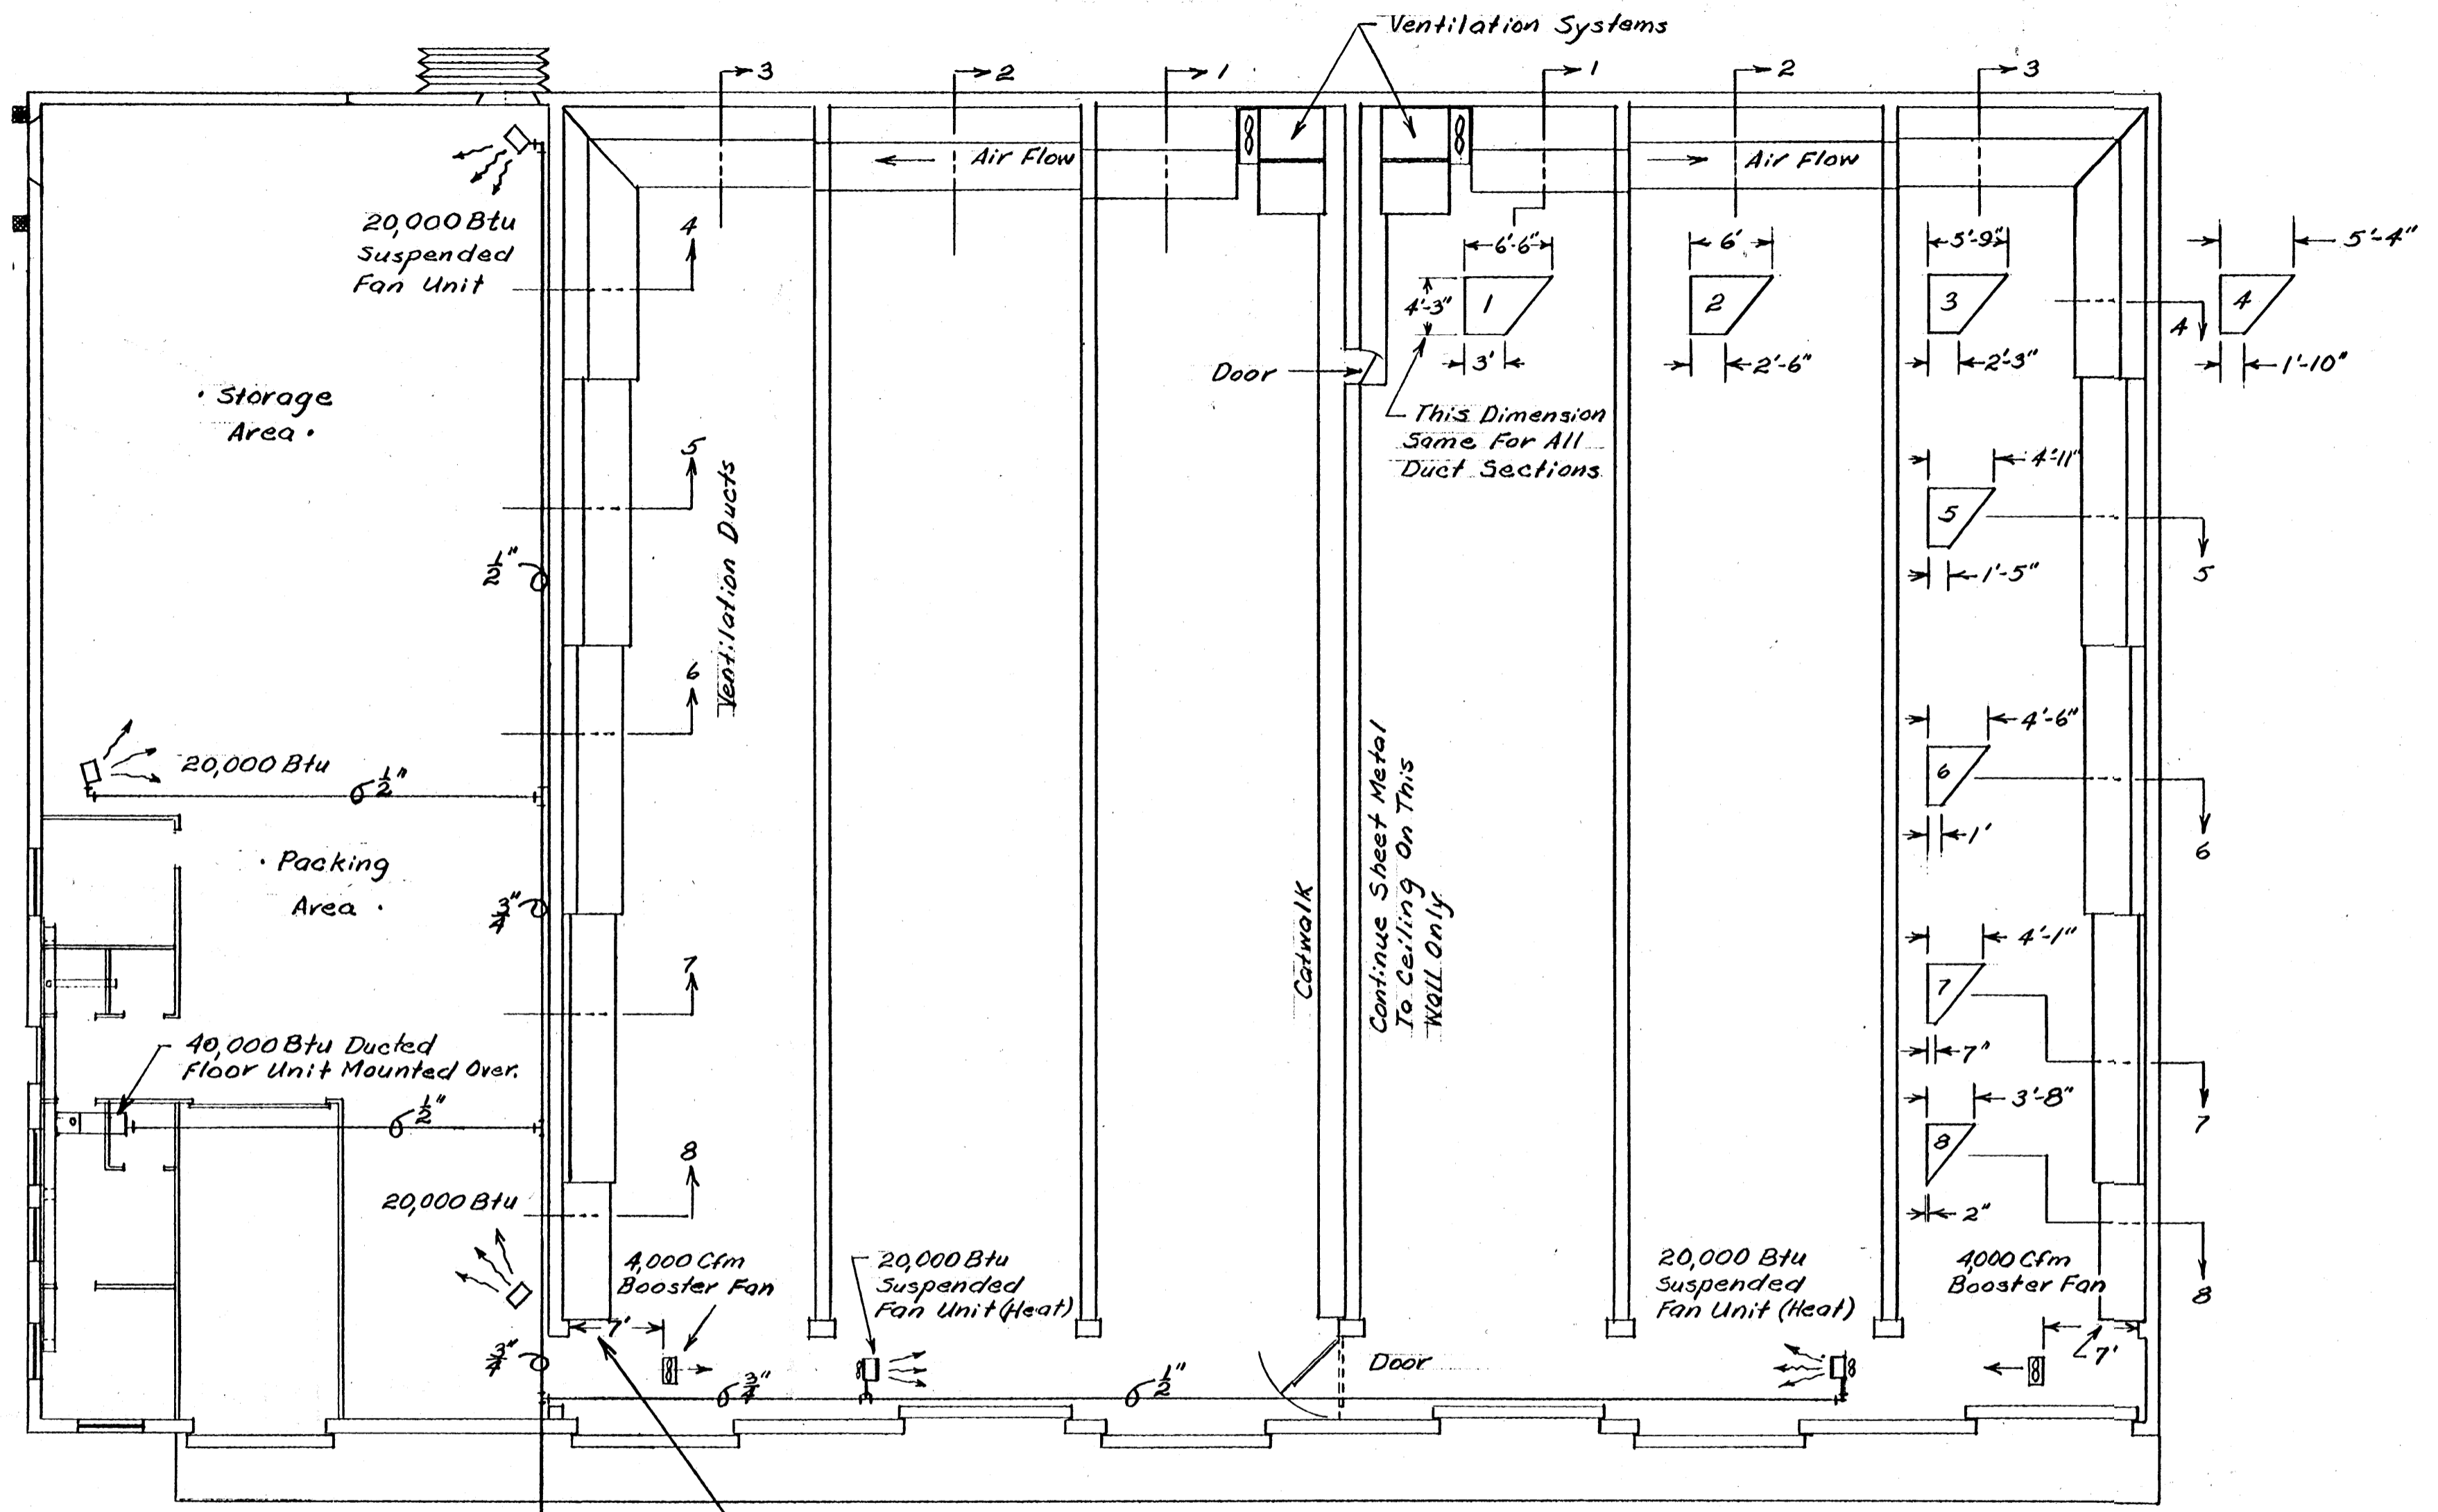 Ventilation Systems
3
2
1
1
2
3
Air Flow
Air Flow
20,000 Btu
Suspended
Fan Unit
4
6'-6"
6'
5'-9"
5'-4"
4'-3"
1
2
3
4
4
3'
2'-6"
2'-3"
1'-10"
Door
This Dimension
Same For All
Duct Sections
• Storage
Area •
5
Ventilation Ducts
4'-11"
5
5
1'-5"
1/2"
6
4'-6"
6
6
1'
20,000 Btu
1/2"
Continue Sheet Metal
To Ceiling On This
Wall Only
Catwalk
• Packing
Area •
3/4"
7
4'-1"
7
7
7"
40,000 Btu Ducted
Floor Unit Mounted Over.
1/2"
3'-8"
8
8
2"
8
20,000 Btu
4,000 Cfm
Booster Fan
20,000 Btu
Suspended
Fan Unit (Heat)
20,000 Btu
Suspended
Fan Unit (Heat)
4000 Cfm
Booster Fan
7'
7'
3/4"
3/4"
1/2"
Door